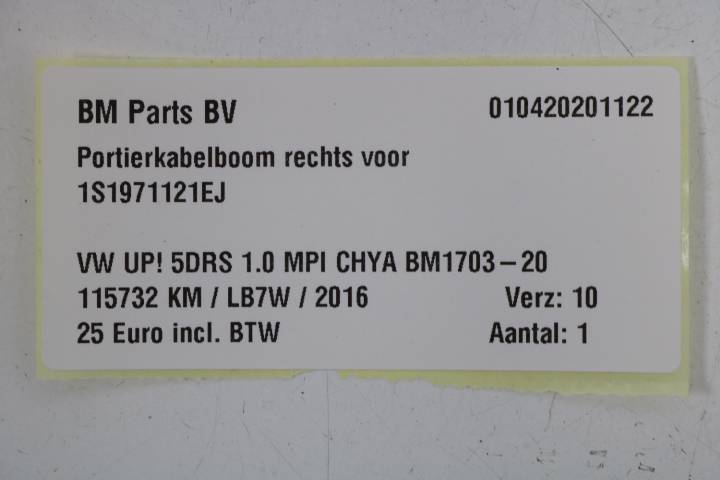 BM Parts BV 010420201122
Portierkabelboom rechts voor
1S1971121EJ
VW UP! 5DRS 1.0 MPI CHYA BM1703-20
115732 KM / LB7W / 2016 Verz: 10
25 Euro incl. BTW Aantal: 1